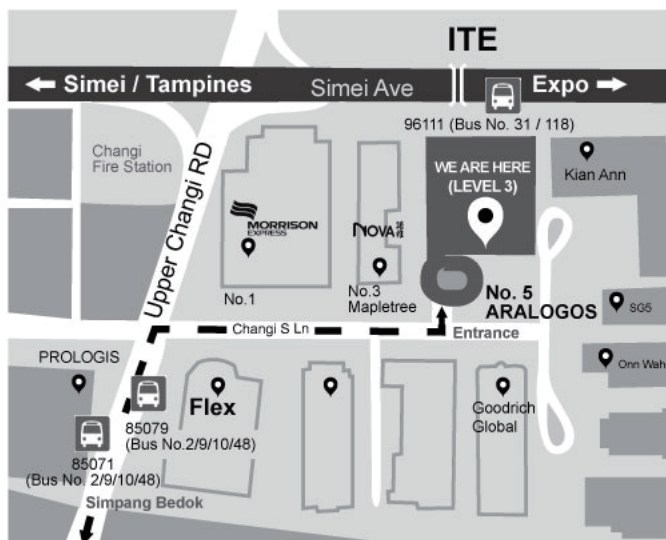 ITE
Simei / Tampines
Simei Ave
Expo
96111 (Bus No. 31 / 118)
Changi
Fire Station
Upper Changi RD
MORRISON
EXPRESS
NOVA
WE ARE HERE
(LEVEL 3)
Kian Ann
No.1
No.3
Mapletree
No. 5
ARALOGOS
SG5
Changi S Ln
Entrance
PROLOGIS
Onn Wah
Flex
Goodrich
Global
85079
(Bus No.2/9/10/48)
85071
(Bus No. 2/9/10/48)
Simpang Bedok